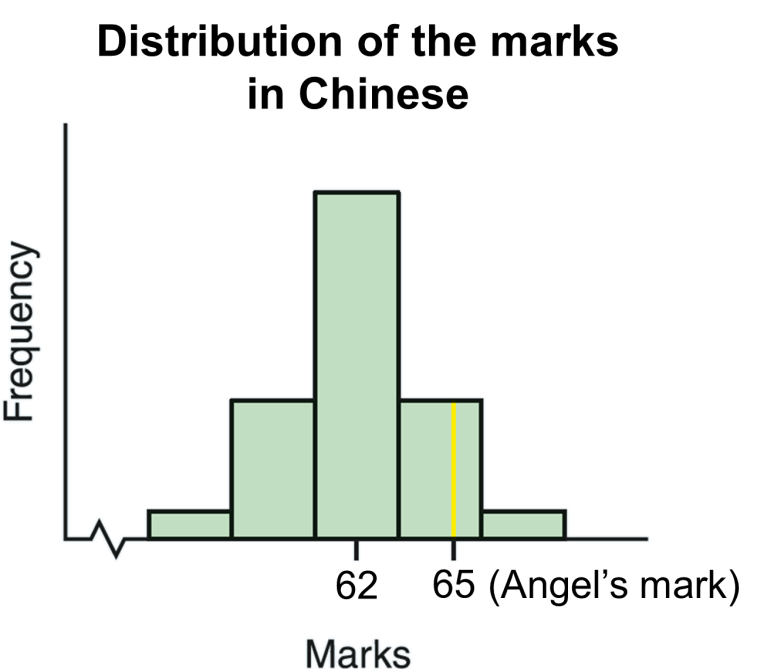 Distribution of the marks
in Chinese
Frequency
62
65 (Angel’s mark)
Marks